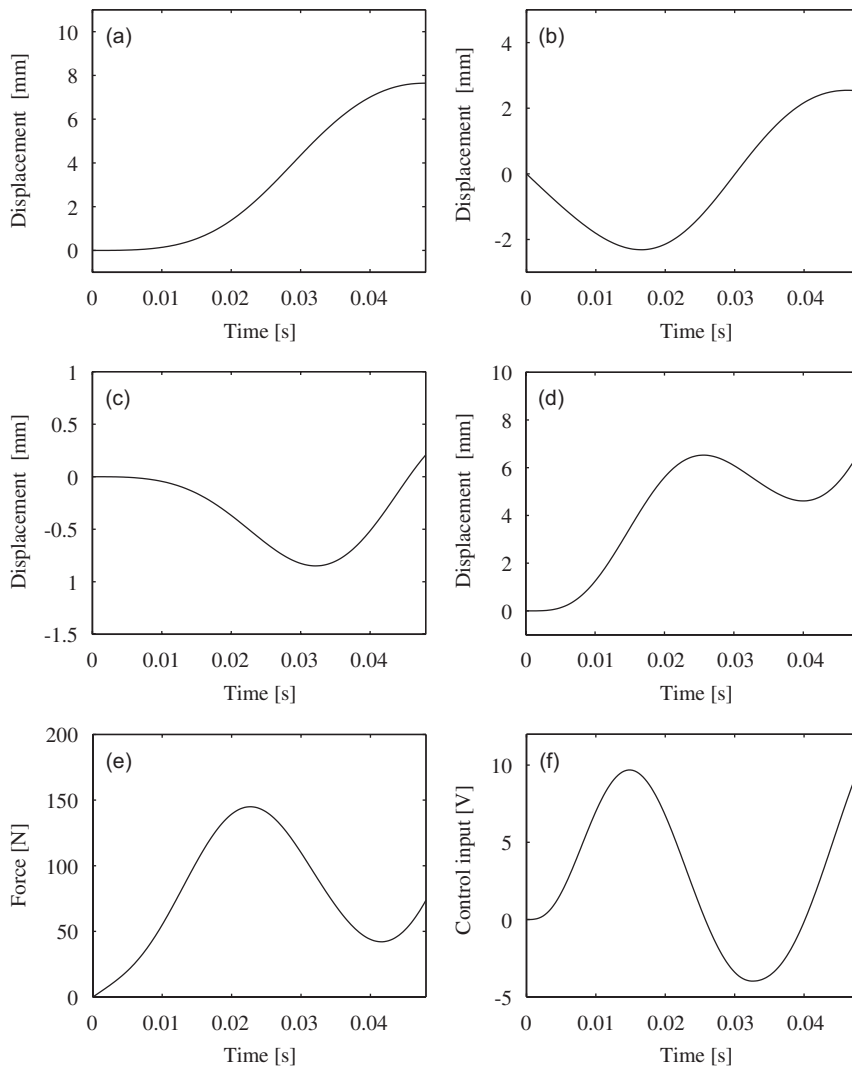 (a)
Displacement [mm]
10
8
6
4
2
0
0 0.01 0.02 0.03 0.04
Time [s]
(b)
Displacement [mm]
4
2
0
-2
0 0.01 0.02 0.03 0.04
Time [s]
(c)
Displacement [mm]
1
0.5
0
-0.5
1
-1.5
0 0.01 0.02 0.03 0.04
Time [s]
(d)
Displacement [mm]
10
8
6
4
2
0
0 0.01 0.02 0.03 0.04
Time [s]
(e)
Force [N]
200
150
100
50
0
0 0.01 0.02 0.03 0.04
Time [s]
(f)
Control input [V]
10
5
0
-5
0 0.01 0.02 0.03 0.04
Time [s]